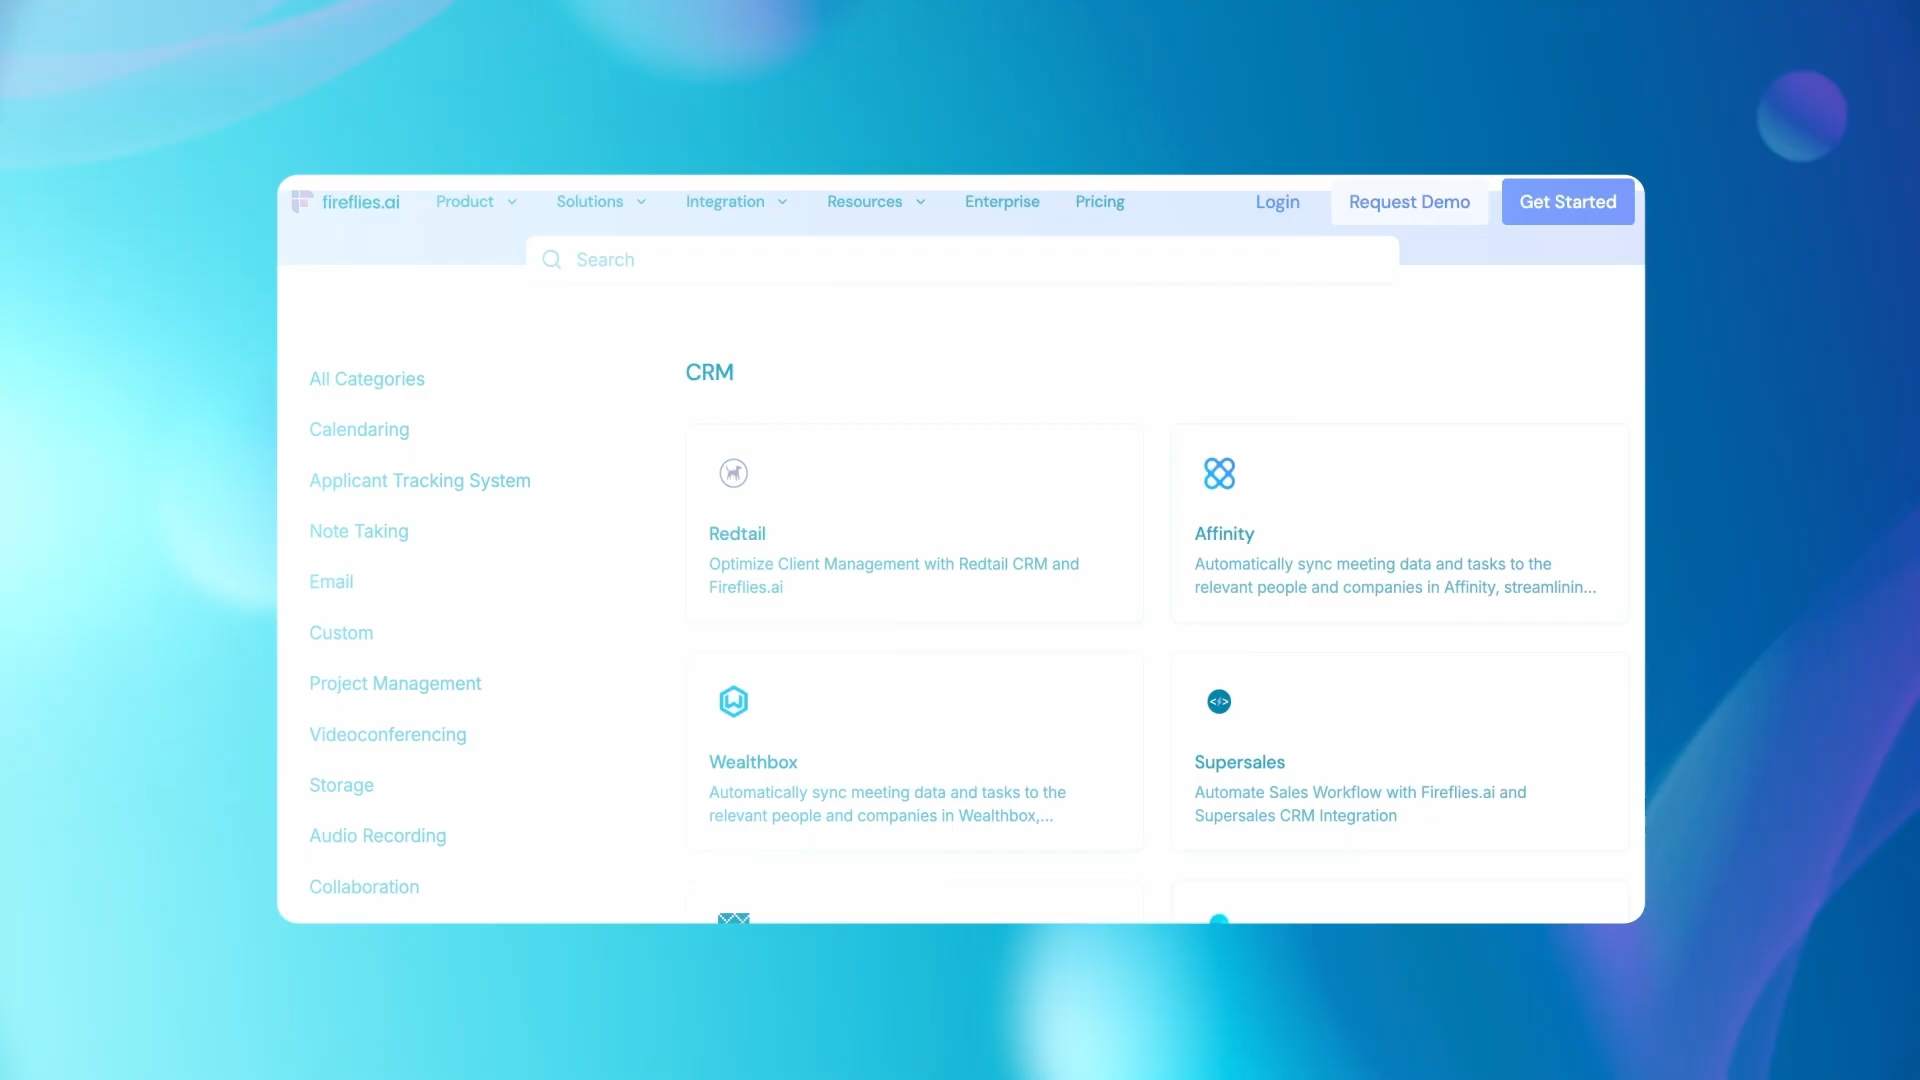 fireflies.ai Product Solutions Integration Resources Enterprise Pricing Login Request Demo Get Started
Search
All Categories
Calendaring
Applicant Tracking System
Note Taking
Email
Custom
Project Management
Videoconferencing
Storage
Audio Recording
Collaboration
CRM
Redtail
Optimize Client Management with Redtail CRM and
Fireflies.ai
Affinity
Automatically sync meeting data and tasks to the
relevant people and companies in Affinity, streamlinin...
Wealthbox
Automatically sync meeting data and tasks to the
relevant people and companies in Wealthbox,...
Supersales
Automate Sales Workflow with Fireflies.ai and
Supersales CRM Integration